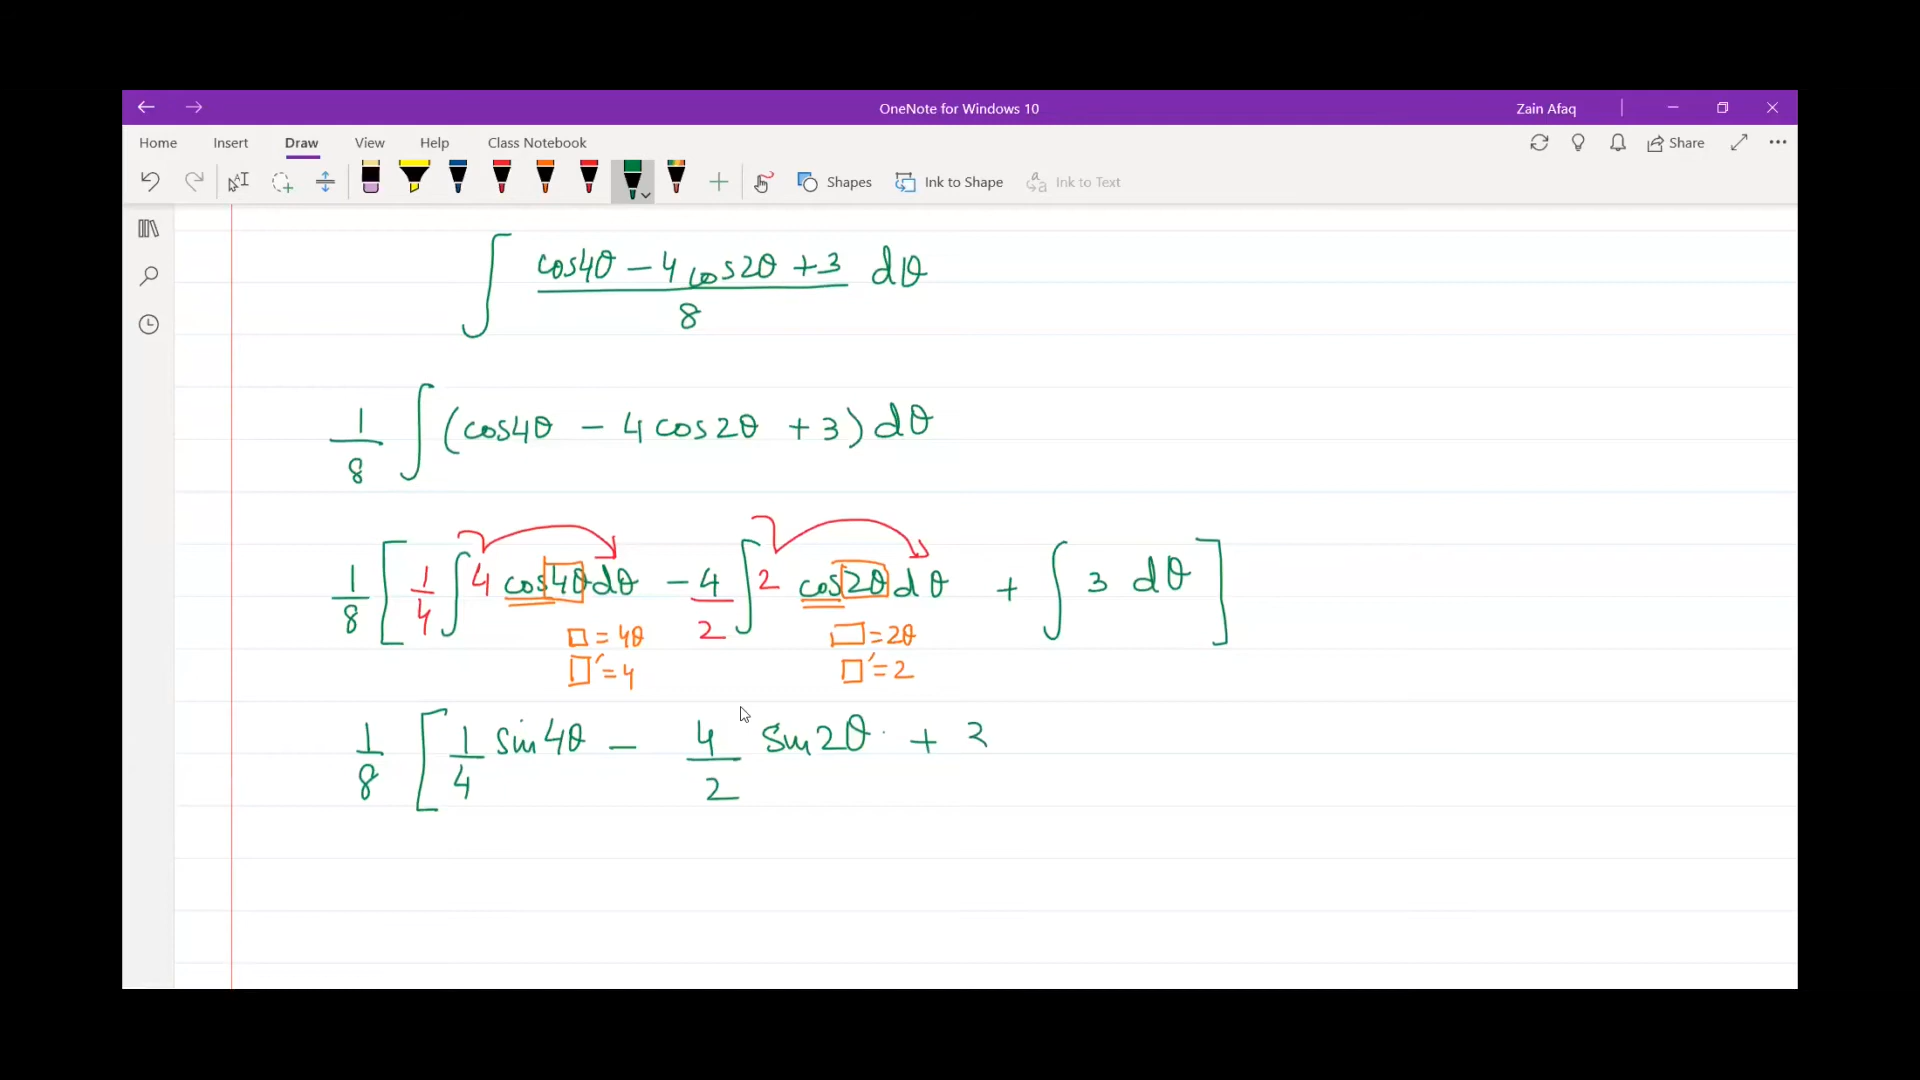 OneNote for Windows 10 Zain Afaq
Home Insert Draw View Help Class Notebook Share
Shapes Ink to Shape Ink to Text
∫ (cos4θ − 4cos2θ + 3)/8 dθ
1/8 ∫ (cos4θ − 4cos2θ + 3) dθ
1/8 [ 1/4 ∫ 4 cos4θ dθ − 4/2 ∫ 2 cos2θ dθ + ∫ 3 dθ ]
□ = 4θ □ = 2θ
□′ = 4 □′ = 2
1/8 [ 1/4 sin4θ − 4/2 sin2θ + 3